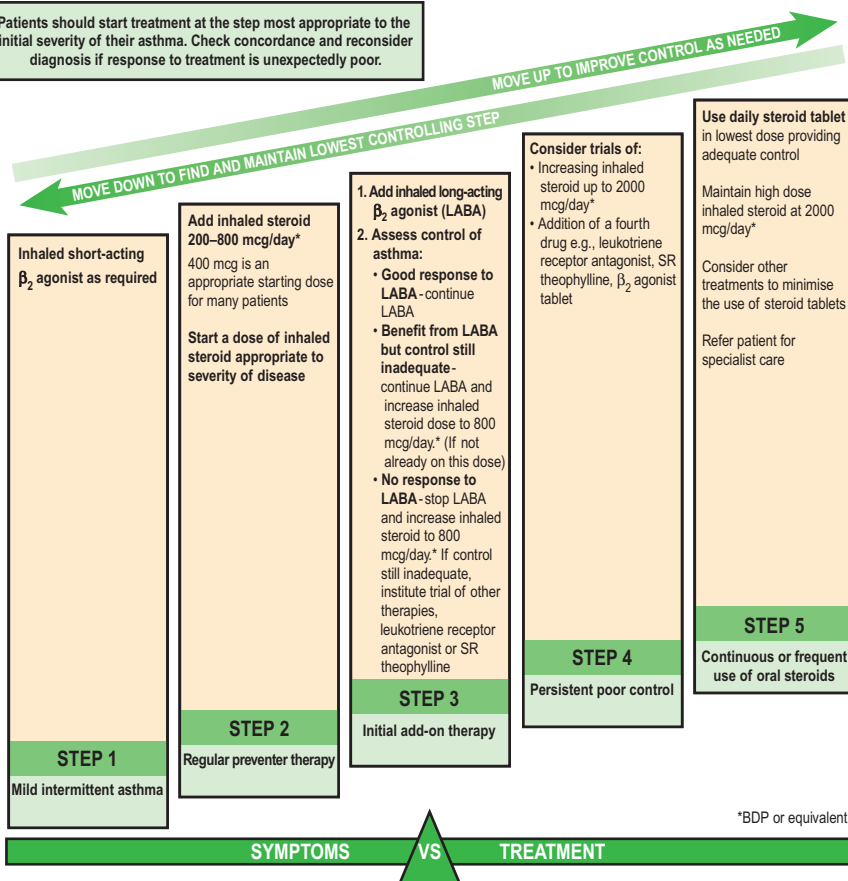 Patients should start treatment at the step most appropriate to the
initial severity of their asthma. Check concordance and reconsider
diagnosis if response to treatment is unexpectedly poor.
MOVE UP TO IMPROVE CONTROL AS NEEDED
MOVE DOWN TO FIND AND MAINTAIN LOWEST CONTROLLING STEP
Inhaled short-acting
β2 agonist as required
STEP 1
Mild intermittent asthma
Add inhaled steroid
200–800 mcg/day*
400 mcg is an
appropriate starting dose
for many patients
Start a dose of inhaled
steroid appropriate to
severity of disease
STEP 2
Regular preventer therapy
1. Add inhaled long-acting
β2 agonist (LABA)
2. Assess control of
asthma:
• Good response to
LABA - continue
LABA
• Benefit from LABA
but control still
inadequate -
continue LABA and
increase inhaled
steroid dose to 800
mcg/day.* (If not
already on this dose)
• No response to
LABA - stop LABA
and increase inhaled
steroid to 800
mcg/day.* If control
still inadequate,
institute trial of other
therapies,
leukotriene receptor
antagonist or SR
theophylline
STEP 3
Initial add-on therapy
Consider trials of:
• Increasing inhaled
steroid up to 2000
mcg/day*
• Addition of a fourth
drug e.g., leukotriene
receptor antagonist, SR
theophylline, β2 agonist
tablet
STEP 4
Persistent poor control
Use daily steroid tablet
in lowest dose providing
adequate control
Maintain high dose
inhaled steroid at 2000
mcg/day*
Consider other
treatments to minimise
the use of steroid tablets
Refer patient for
specialist care
STEP 5
Continuous or frequent
use of oral steroids
*BDP or equivalent
SYMPTOMS VS TREATMENT